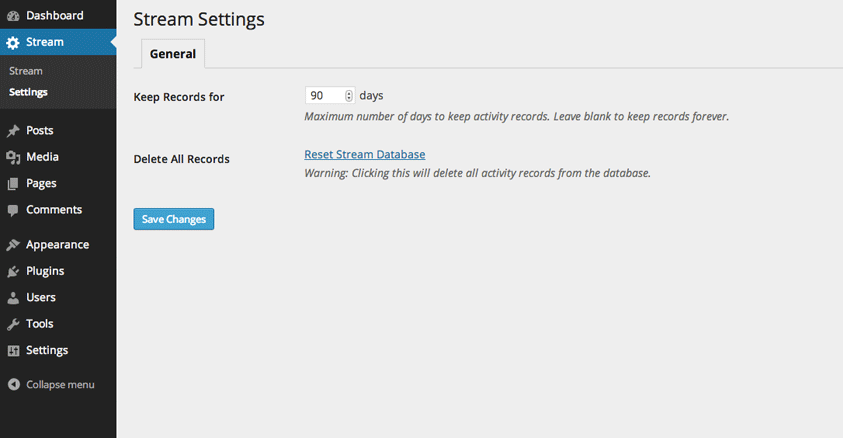 Dashboard
Stream
Stream
Settings
Posts
Media
Pages
Comments
Appearance
Plugins
Users
Tools
Settings
Collapse menu
Stream Settings
General
Keep Records for
90 days
Maximum number of days to keep activity records. Leave blank to keep records forever.
Delete All Records
Reset Stream Database
Warning: Clicking this will delete all activity records from the database.
Save Changes